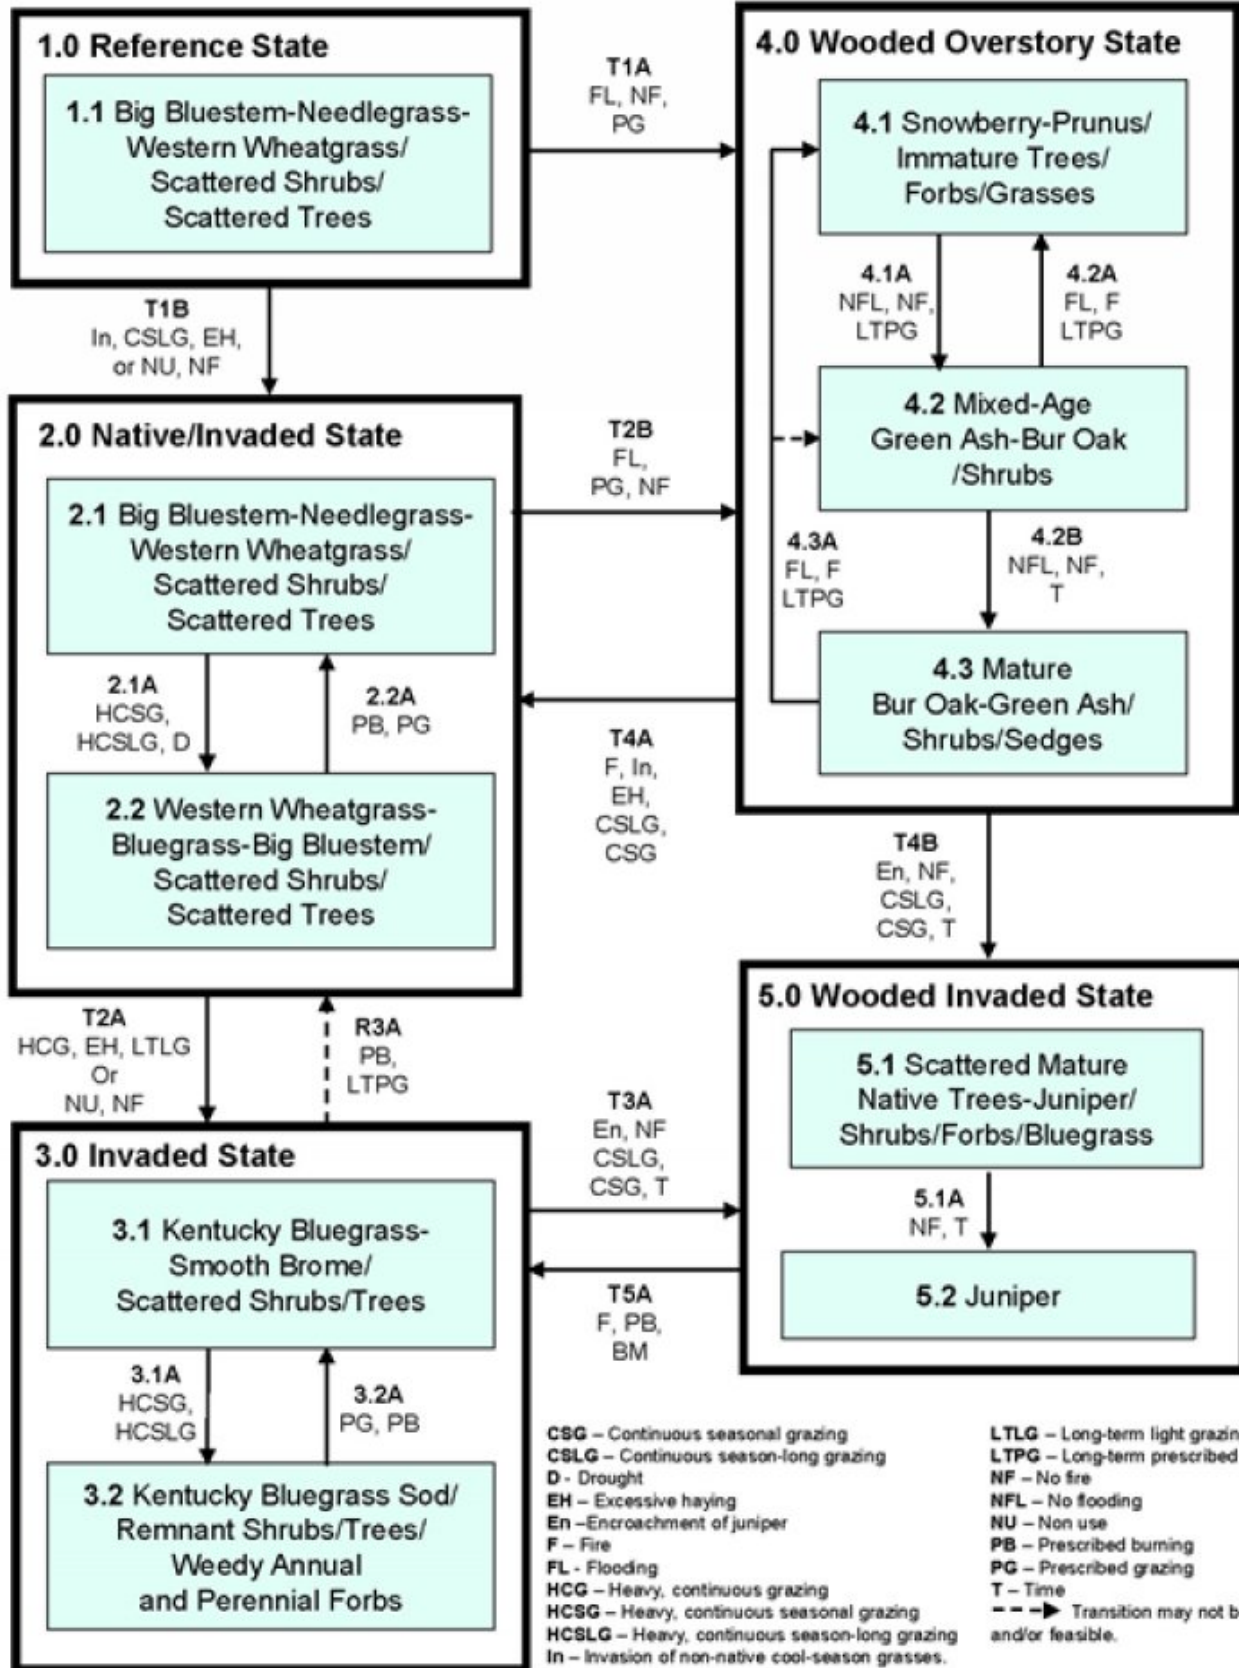 1.0 Reference State
1.1 Big Bluestem-Needlegrass-
Western Wheatgrass/
Scattered Shrubs/
Scattered Trees
T1A
FL, NF,
PG
T1B
In, CSLG, EH,
or NU, NF
2.0 Native/Invaded State
2.1 Big Bluestem-Needlegrass-
Western Wheatgrass/
Scattered Shrubs/
Scattered Trees
2.1A
HCSG,
HCSLG, D
2.2A
PB, PG
2.2 Western Wheatgrass-
Bluegrass-Big Bluestem/
Scattered Shrubs/
Scattered Trees
T2B
FL,
PG, NF
T4A
F, In,
EH,
CSLG,
CSG
T2A
HCG, EH, LTLG
Or
NU, NF
R3A
PB,
LTPG
3.0 Invaded State
3.1 Kentucky Bluegrass-
Smooth Brome/
Scattered Shrubs/Trees
3.1A
HCSG,
HCSLG
3.2A
PG, PB
3.2 Kentucky Bluegrass Sod/
Remnant Shrubs/Trees/
Weedy Annual
and Perennial Forbs
4.0 Wooded Overstory State
4.1 Snowberry-Prunus/
Immature Trees/
Forbs/Grasses
4.1A
NFL, NF,
LTPG
4.2A
FL, F
LTPG
4.2 Mixed-Age
Green Ash-Bur Oak
/Shrubs
4.3A
FL, F
LTPG
4.2B
NFL, NF,
T
4.3 Mature
Bur Oak-Green Ash/
Shrubs/Sedges
T4B
En, NF,
CSLG,
CSG, T
5.0 Wooded Invaded State
5.1 Scattered Mature
Native Trees-Juniper/
Shrubs/Forbs/Bluegrass
5.1A
NF, T
5.2 Juniper
T3A
En, NF
CSLG,
CSG, T
T5A
F, PB,
BM
CSG – Continuous seasonal grazing
CSLG – Continuous season-long grazing
D - Drought
EH – Excessive haying
En –Encroachment of juniper
F – Fire
FL - Flooding
HCG – Heavy, continuous grazing
HCSG – Heavy, continuous seasonal grazing
HCSLG – Heavy, continuous season-long grazing
In – Invasion of non-native cool-season grasses.
LTLG – Long-term light
LTPG – Long-term prescribed
NF – No fire
NFL – No flooding
NU – Non use
PB – Prescribed burning
PG – Prescribed grazing
T – Time
Transition may not
and/or feasible.